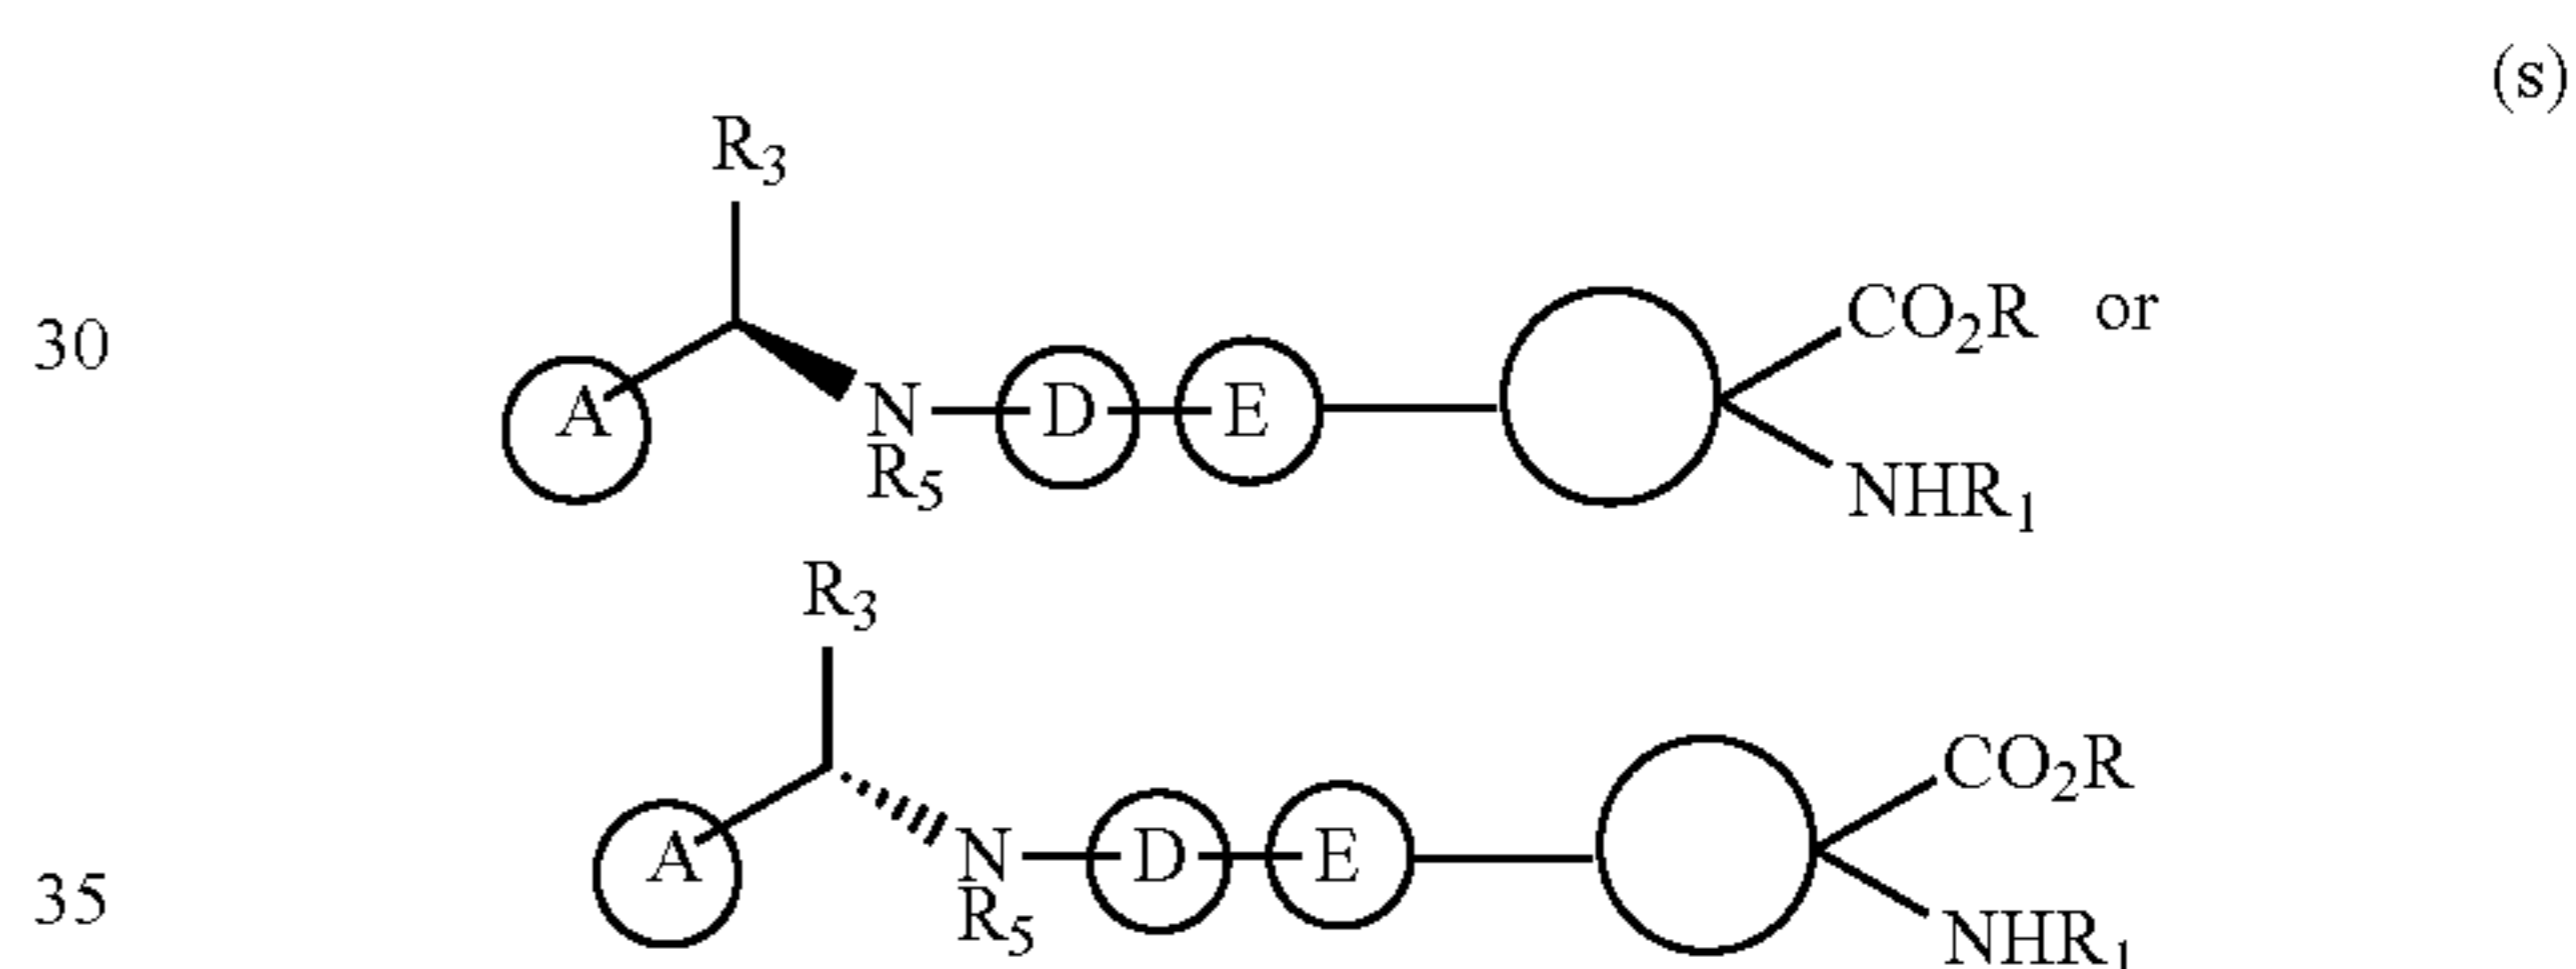 (s)
R3
30 CO2R or
A N D E
R5 NHR1
R3
CO2R
35 A N D E
R5 NHR1